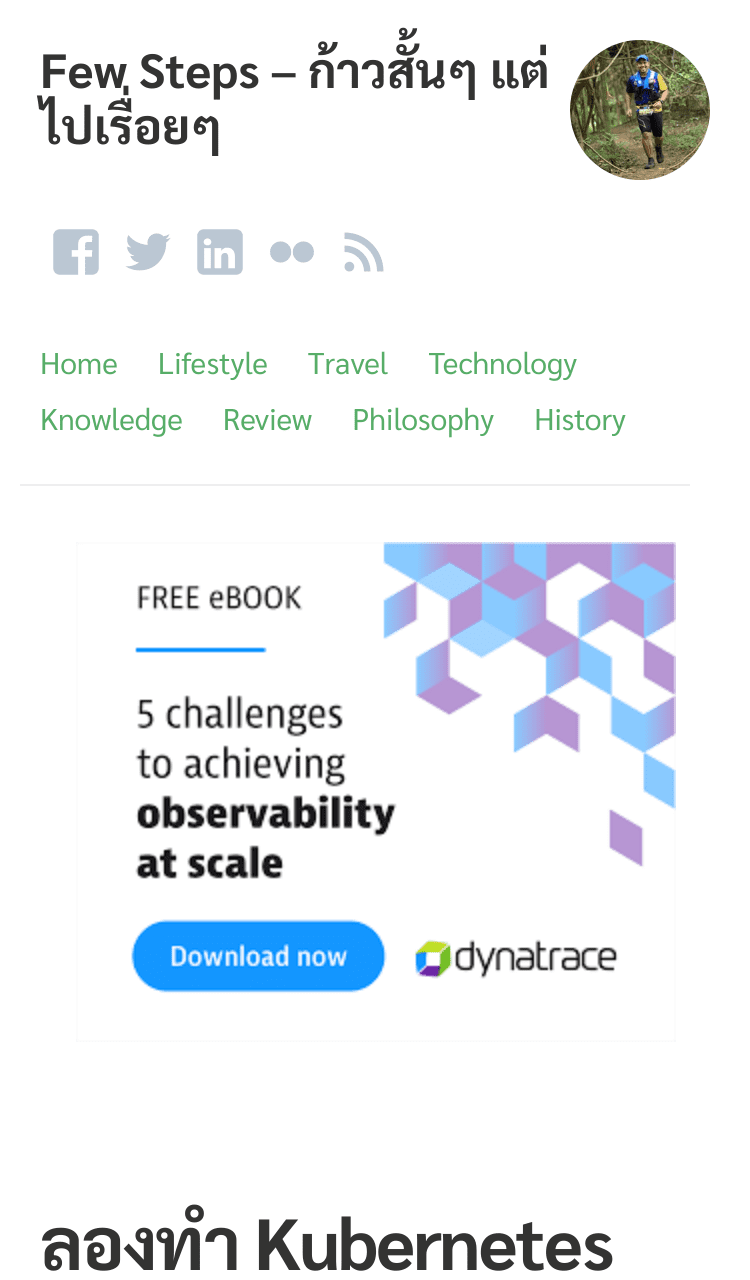 Few Steps – ก้าวสั้นๆ แต่
ไปเรื่อยๆ
Home Lifestyle Travel Technology
Knowledge Review Philosophy History
FREE eBOOK
5 challenges
to achieving
observability
at scale
Download now
dynatrace
ลองทำ Kubernetes